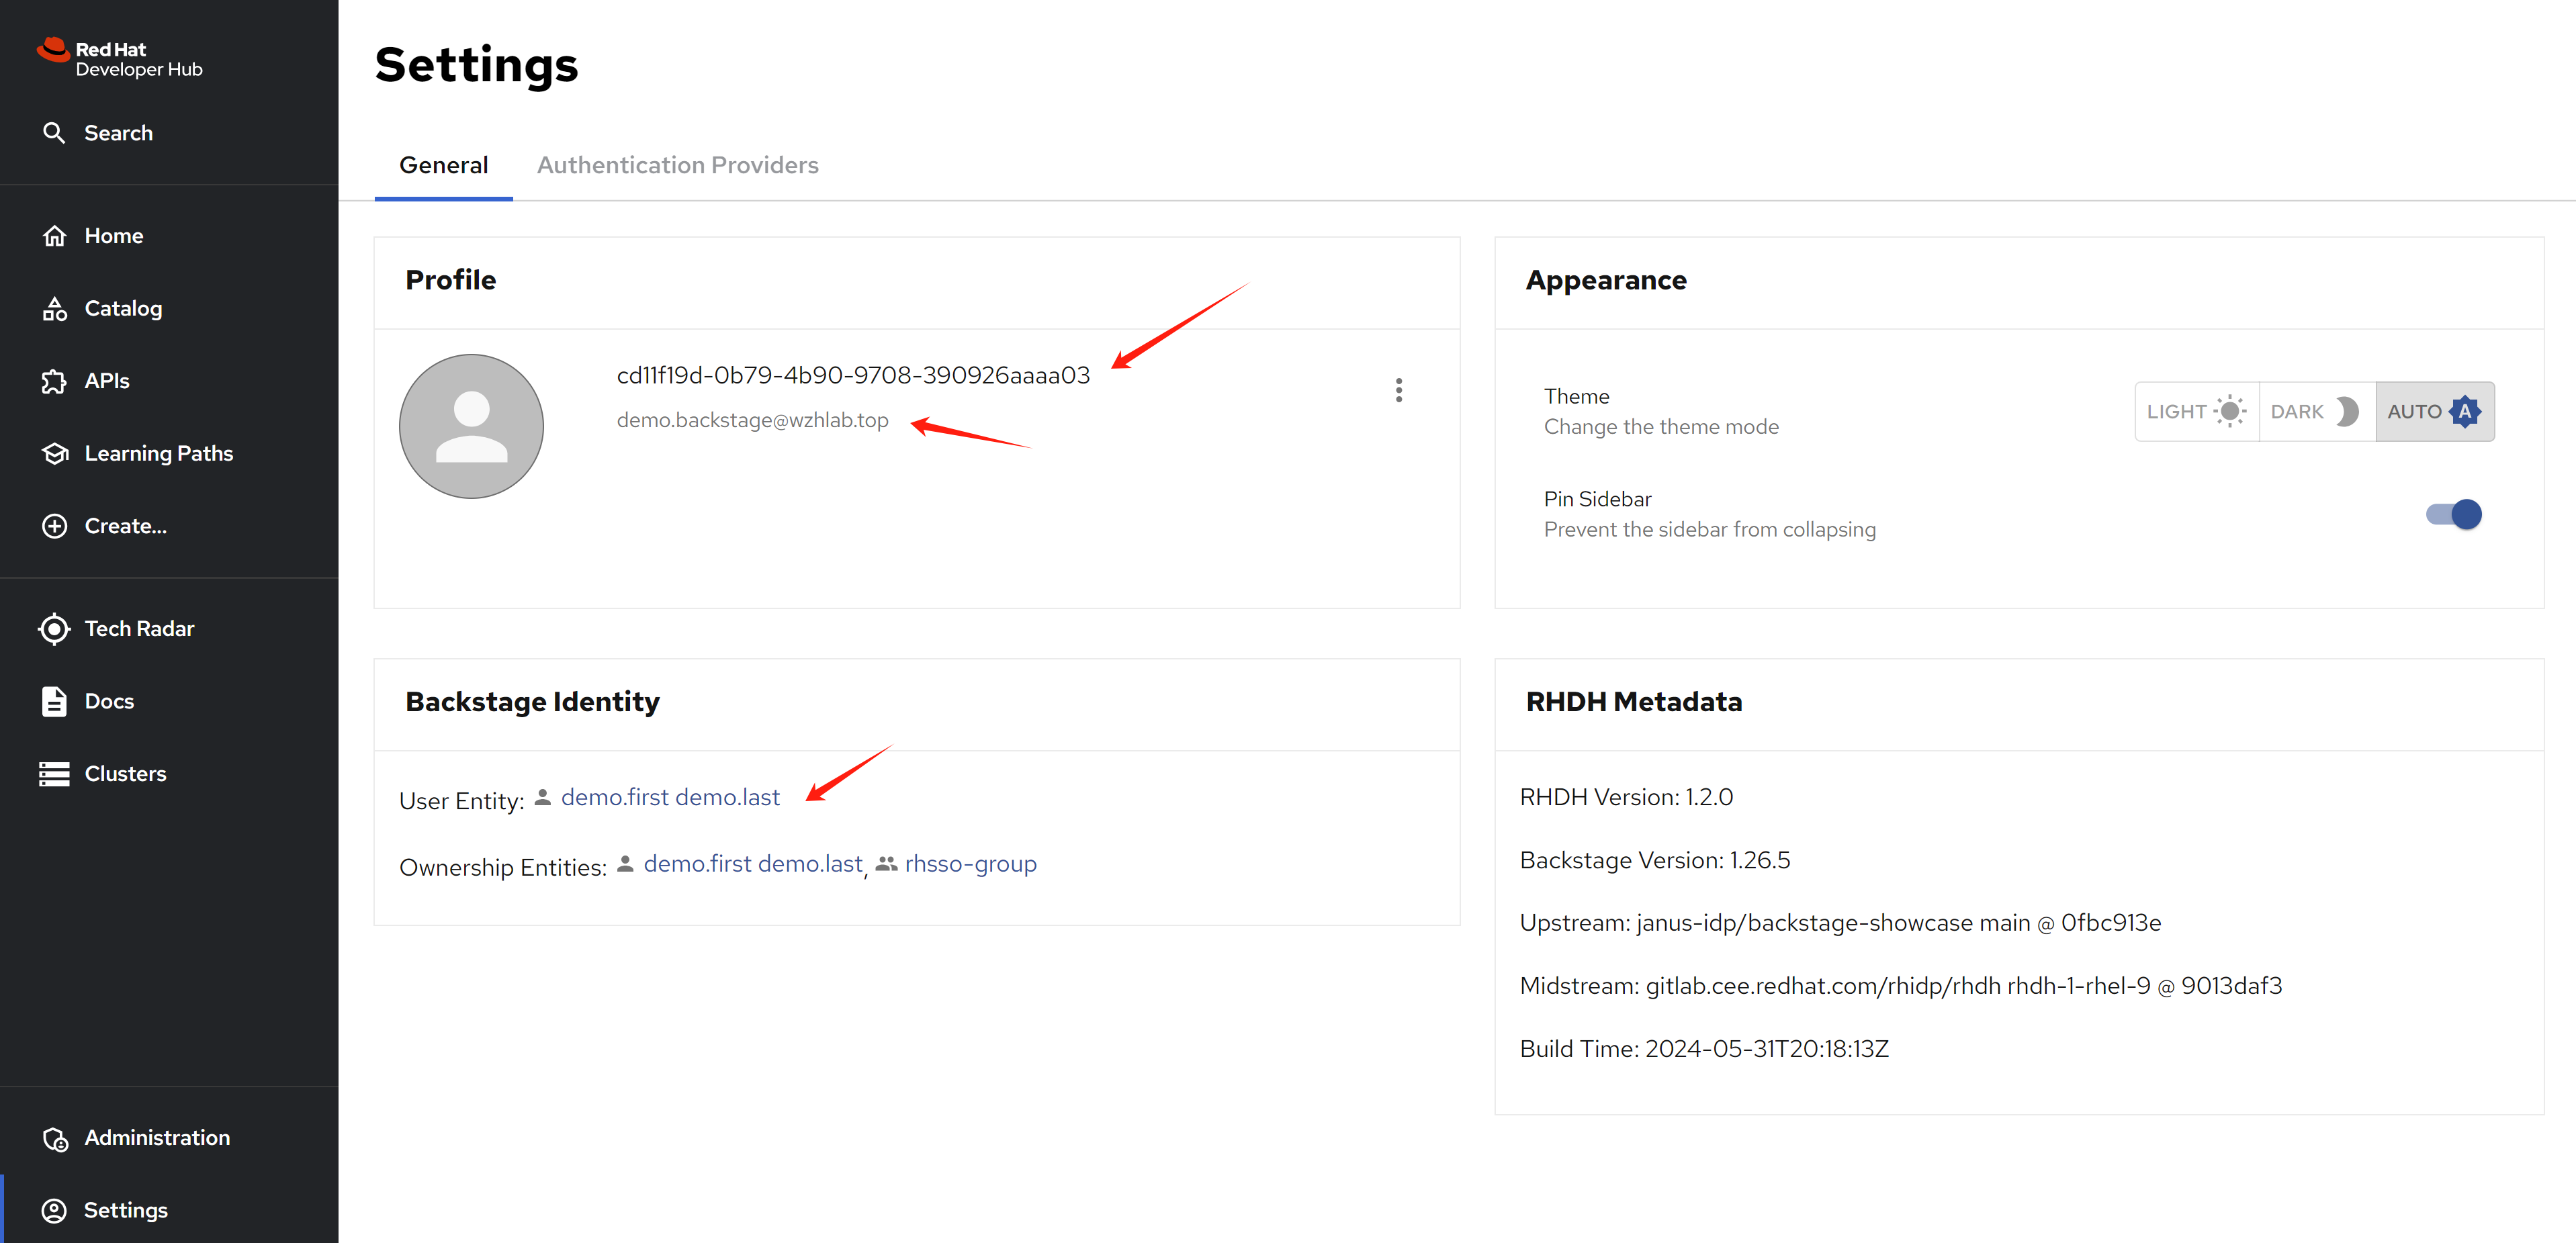 Red Hat
Developer Hub
Search
Home
Catalog
APIs
Learning Paths
Create...
Tech Radar
Docs
Clusters
Administration
Settings
Settings
General
Authentication Providers
Profile
cd11f19d-0b79-4b90-9708-390926aaaa03
demo.backstage@wzhlab.top
Appearance
Theme
Change the theme mode
LIGHT
DARK
AUTO
A
Pin Sidebar
Prevent the sidebar from collapsing
Backstage Identity
User Entity: demo.first demo.last
Ownership Entities: demo.first demo.last, rhsso-group
RHDH Metadata
RHDH Version: 1.2.0
Backstage Version: 1.26.5
Upstream: janus-idp/backstage-showcase main @ 0fbc913e
Midstream: gitlab.cee.redhat.com/rhidp/rhdh rhdh-1-rhel-9 @ 9013daf3
Build Time: 2024-05-31T20:18:13Z